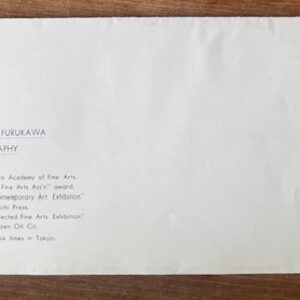 FURUKAWA
APHY
o Academy of Fine Arts.
Fine Arts Ass'n" award.
ontemporary Art Exhibition"
chi Press.
lected Fine Arts Exhibition"
zen Oil Co.
ix times in Tokyo.